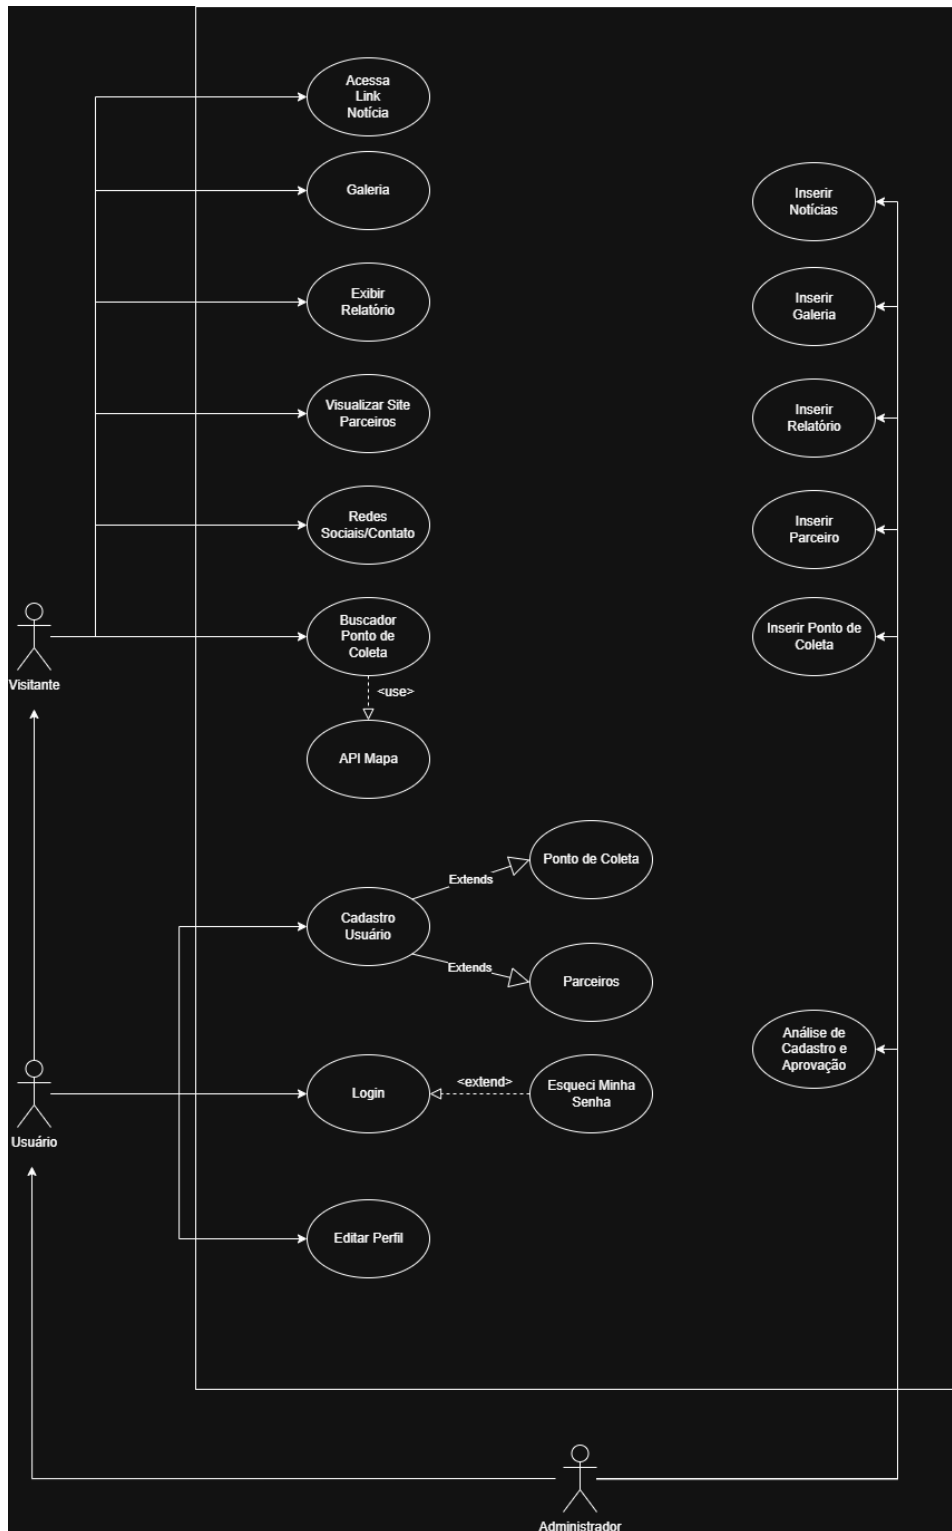 Acessa
Link
Notícia
Galeria
Exibir
Relatório
Visualizar Site
Parceiros
Redes
Sociais/Contato
Buscador
Ponto de
Coleta
<use>
API Mapa
Visitante
Inserir
Notícias
Inserir
Galeria
Inserir
Relatório
Inserir
Parceiro
Inserir Ponto de
Coleta
Ponto de Coleta
Extends
Cadastro
Usuário
Extends
Parceiros
Análise de
Cadastro e
Aprovação
Login
<extend>
Esqueci Minha
Senha
Usuário
Editar Perfil
Administrador